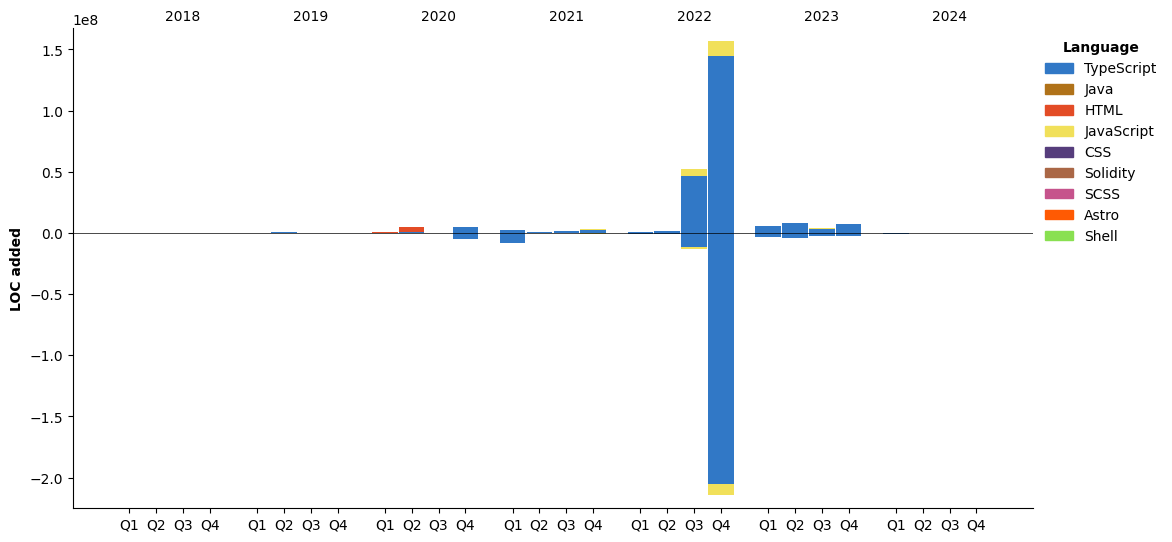 1e8
2018 2019 2020 2021 2022 2023 2024
1.5
1.0
0.5
0.0
−0.5
−1.0
−1.5
−2.0
LOC added
Q1 Q2 Q3 Q4 Q1 Q2 Q3 Q4 Q1 Q2 Q3 Q4 Q1 Q2 Q3 Q4 Q1 Q2 Q3 Q4 Q1 Q2 Q3 Q4 Q1 Q2 Q3 Q4
Language
TypeScript
Java
HTML
JavaScript
CSS
Solidity
SCSS
Astro
Shell